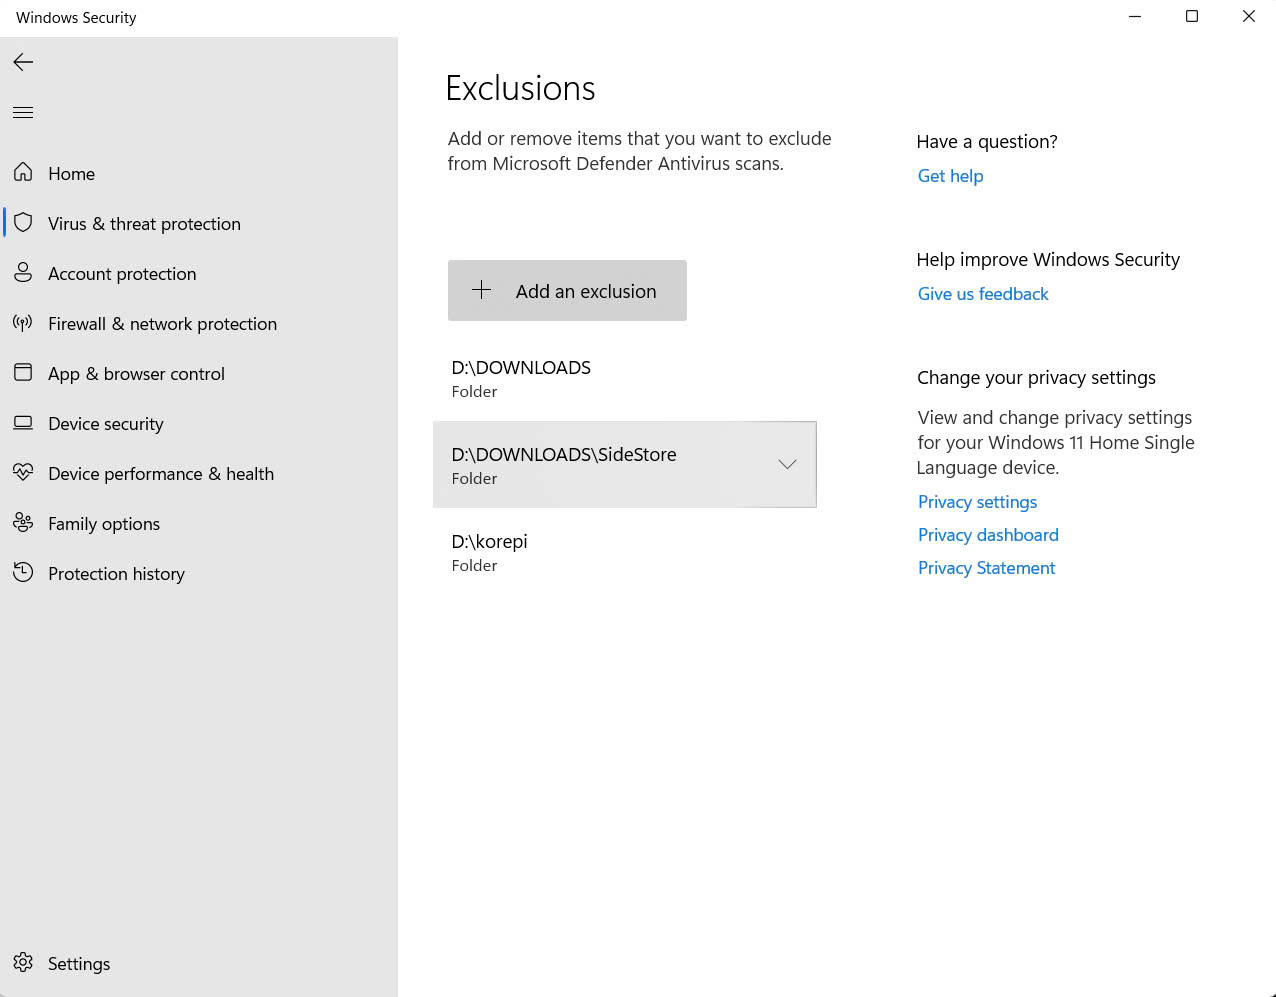 Windows Security
Home
Virus & threat protection
Account protection
Firewall & network protection
App & browser control
Device security
Device performance & health
Family options
Protection history
Settings
Exclusions
Add or remove items that you want to exclude
from Microsoft Defender Antivirus scans.
Add an exclusion
D:\DOWNLOADS
Folder
D:\DOWNLOADS\SideStore
Folder
D:\korepi
Folder
Have a question?
Get help
Help improve Windows Security
Give us feedback
Change your privacy settings
View and change privacy settings
for your Windows 11 Home Single
Language device.
Privacy settings
Privacy dashboard
Privacy Statement